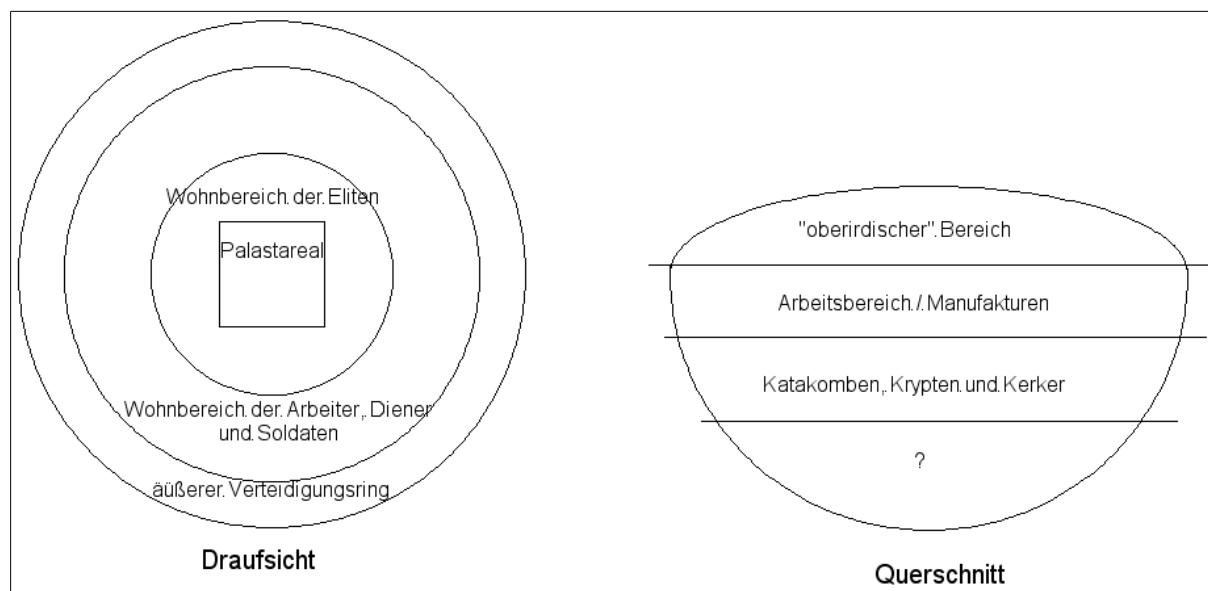 Wohnbereich der Eliten
Palastareal
Wohnbereich der Arbeiter, Diener
und Soldaten
äüßerer Verteidigungsring
Draufsicht
"oberirdischer" Bereich
Arbeitsbereich / Manufakturen
Katakomben, Krypten und Kerker
?
Querschnitt